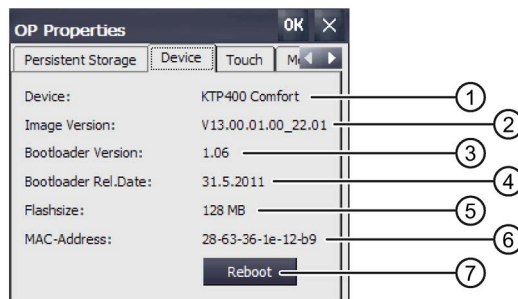 OP Properties OK ×
Persistent Storage Device Touch
Device: KTP400 Comfort 1
Image Version: V13.00.01.00_22.01 2
Bootloader Version: 1.06 3
Bootloader Rel.Date: 31.5.2011 4
Flashsize: 128 MB 5
MAC-Address: 28-63-36-1e-12-b9 6
Reboot 7